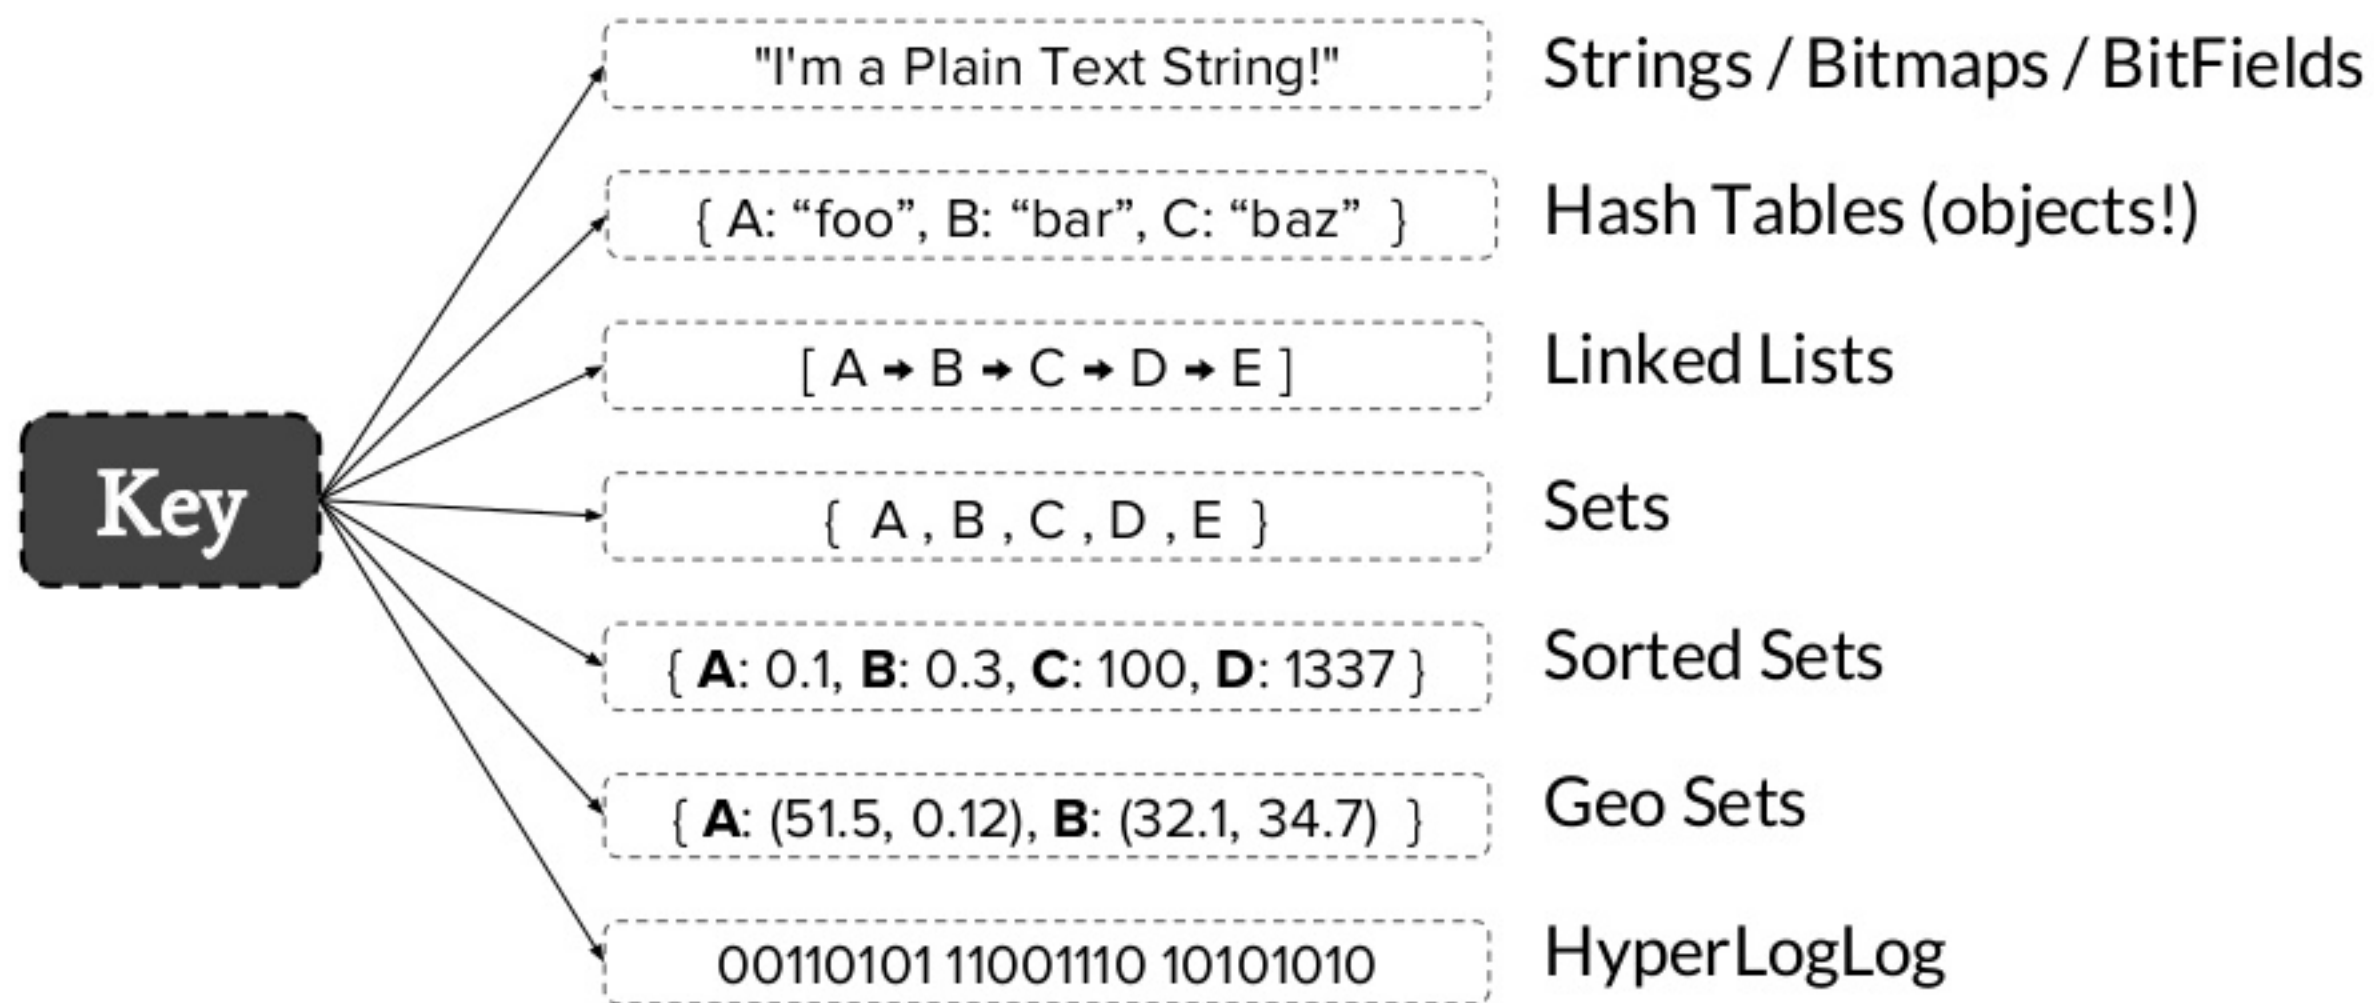 "I'm a Plain Text String!" Strings / Bitmaps / BitFields
{ A: “foo”, B: “bar”, C: “baz” } Hash Tables (objects!)
[ A → B → C → D → E ] Linked Lists
Key
{ A , B , C , D , E } Sets
{ A: 0.1, B: 0.3, C: 100, D: 1337 } Sorted Sets
{ A: (51.5, 0.12), B: (32.1, 34.7) } Geo Sets
00110101 11001110 10101010 HyperLogLog